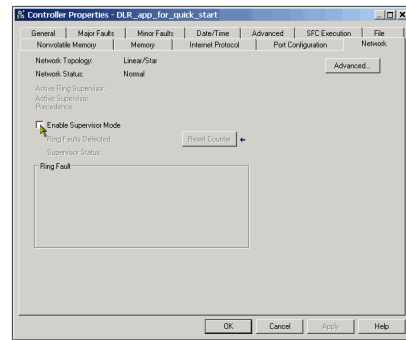 Controller Properties - DLR_app_for_quick_start
General Major Faults Minor Faults Date/Time Advanced SFC Execution File
Nonvolatile Memory Memory Internet Protocol Port Configuration Network
Network Topology: Linear/Star
Advanced...
Network Status: Normal
Active Ring Supervisor:
Active Supervisor
Precedence:
Enable Supervisor Mode
Ring Faults Detected: Reset Counter
Supervisor Status:
Ring Fault
OK Cancel Apply Help